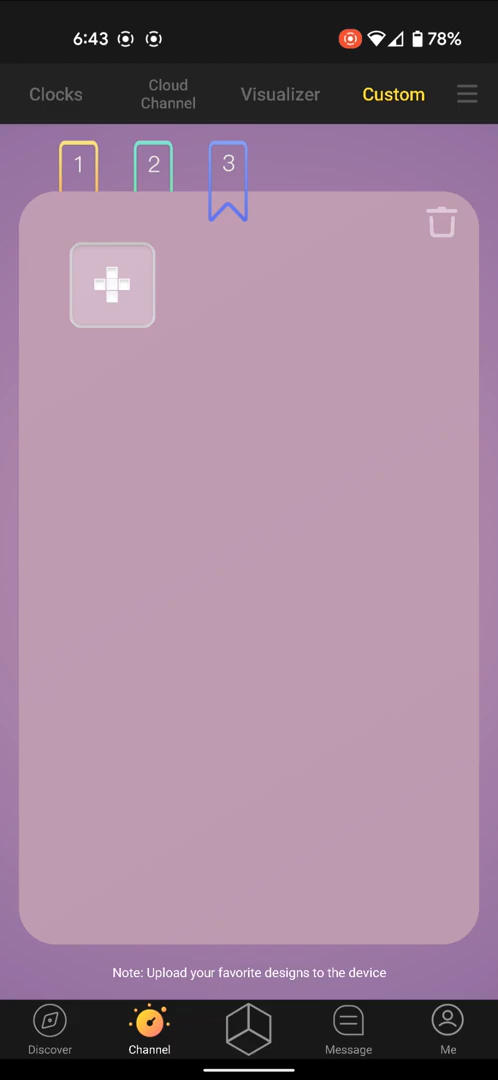 6:43
78%
Clocks
Cloud
Channel
Visualizer
Custom
1
2
3
Note: Upload your favorite designs to the device
Discover
Channel
Message
Me